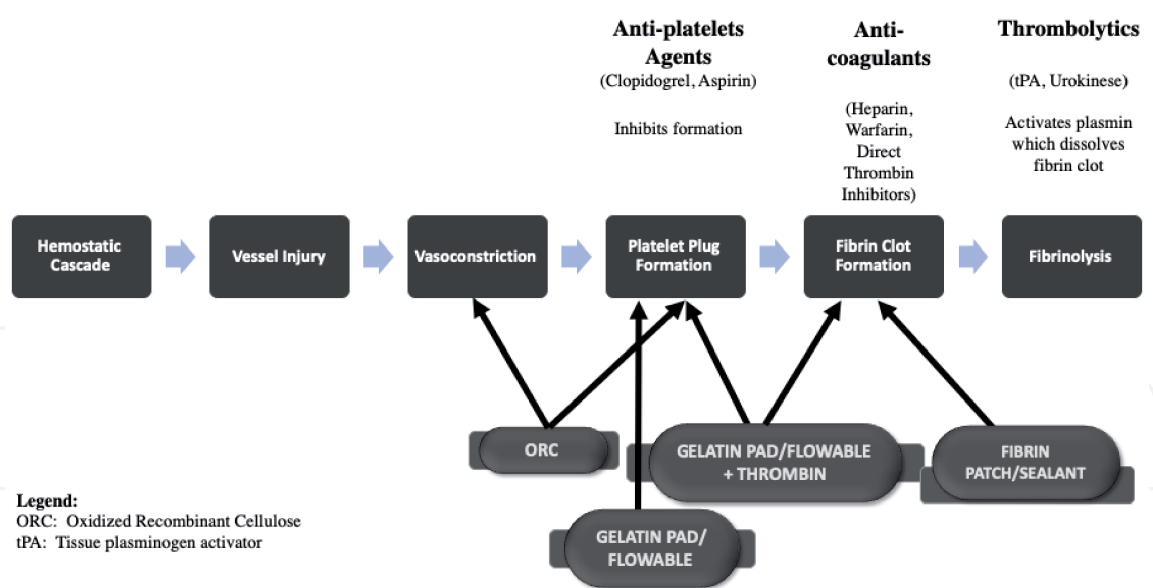 Anti-platelets
Agents
(Clopidogrel, Aspirin)
Inhibits formation
Anti-
coagulants
(Heparin,
Warfarin,
Direct
Thrombin
Inhibitors)
Thrombolytics
(tPA, Urokinese)
Activates plasmin
which dissolves
fibrin clot
Hemostatic
Cascade
Vessel Injury
Vasoconstriction
Platelet Plug
Formation
Fibrin Clot
Formation
Fibrinolysis
ORC
GELATIN PAD/FLOWABLE
+ THROMBIN
FIBRIN
PATCH/SEALANT
GELATIN PAD/
FLOWABLE
Legend:
ORC: Oxidized Recombinant Cellulose
tPA: Tissue plasminogen activator